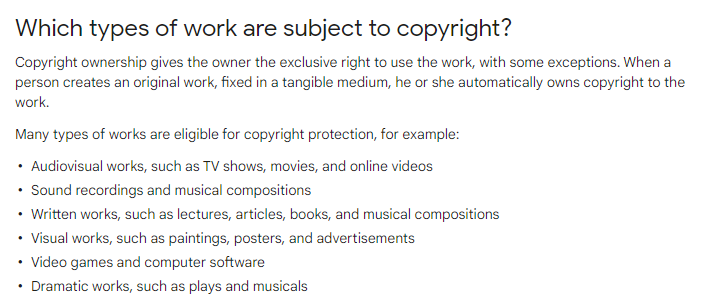 Which types of work are subject to copyright?
Copyright ownership gives the owner the exclusive right to use the work, with some exceptions. When a
person creates an original work, fixed in a tangible medium, he or she automatically owns copyright to the
work.
Many types of works are eligible for copyright protection, for example:
• Audiovisual works, such as TV shows, movies, and online videos
• Sound recordings and musical compositions
• Written works, such as lectures, articles, books, and musical compositions
• Visual works, such as paintings, posters, and advertisements
• Video games and computer software
• Dramatic works, such as plays and musicals